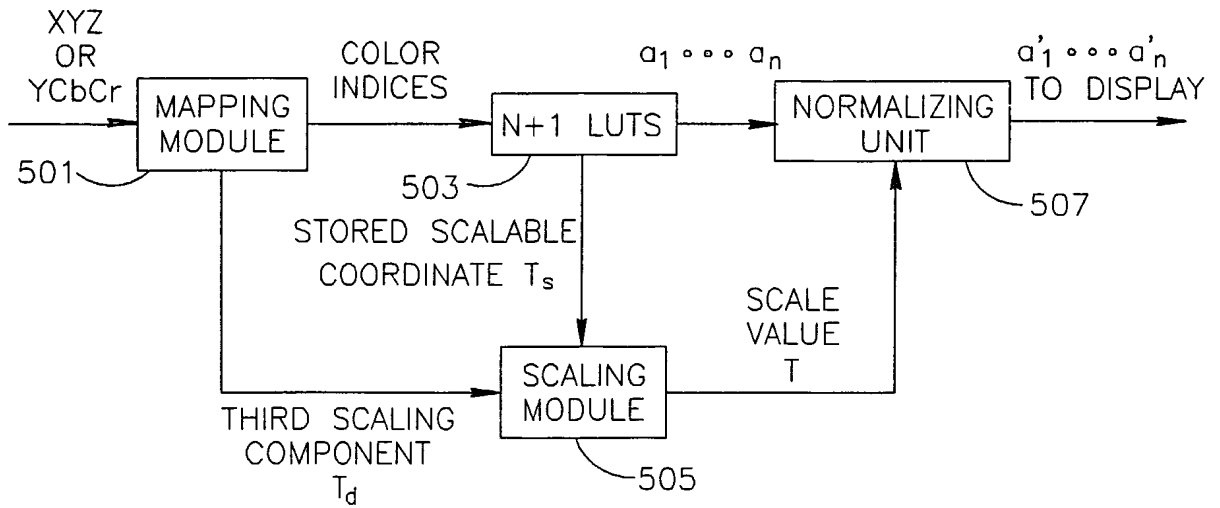 XYZ
OR
YCbCr
MAPPING
MODULE
501
COLOR
INDICES
N+1 LUTS
503
a₁ ∘∘∘ aₙ
NORMALIZING
UNIT
507
a'₁ ∘∘∘ a'ₙ
TO DISPLAY
STORED SCALABLE
COORDINATE Tₛ
SCALING
MODULE
505
THIRD SCALING
COMPONENT
T_d
SCALE
VALUE
T